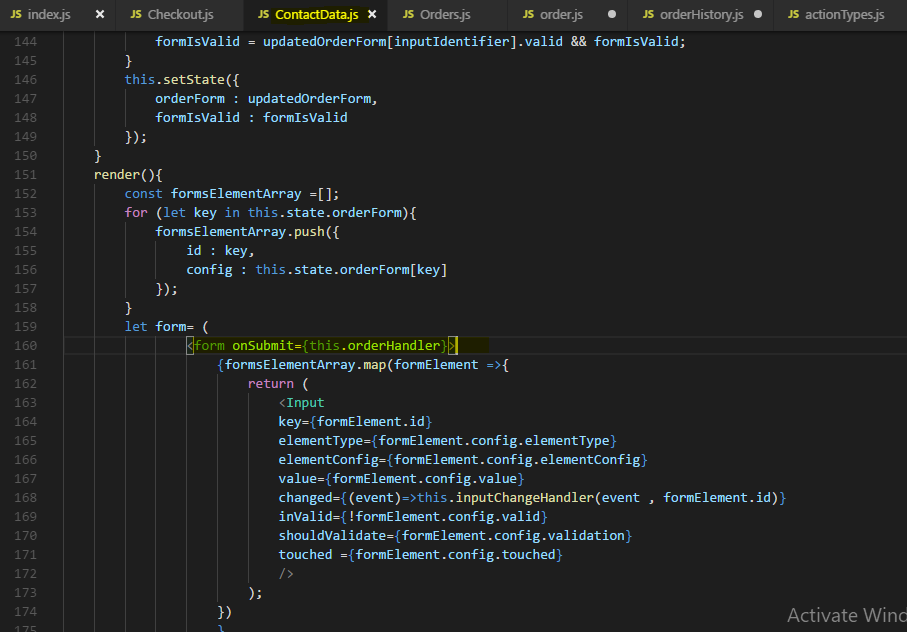 JS index.js × JS Checkout.js JS ContactData.js × JS Orders.js JS order.js ● JS orderHistory.js ● JS actionTypes.js
144 formIsValid = updatedOrderForm[inputIdentifier].valid && formIsValid;
145 }
146 this.setState({
147 orderForm : updatedOrderForm,
148 formIsValid : formIsValid
149 });
150 }
151 render(){
152 const formsElementArray =[];
153 for (let key in this.state.orderForm){
154 formsElementArray.push({
155 id : key,
156 config : this.state.orderForm[key]
157 });
158 }
159 let form= (
160 <form onSubmit={this.orderHandler}>
161 {formsElementArray.map(formElement =>{
162 return (
163 <Input
164 key={formElement.id}
165 elementType={formElement.config.elementType}
166 elementConfig={formElement.config.elementConfig}
167 value={formElement.config.value}
168 changed={(event)=>this.inputChangeHandler(event , formElement.id)}
169 inValid={!formElement.config.valid}
170 shouldValidate={formElement.config.validation}
171 touched ={formElement.config.touched}
172 />
173 );
174 })
175 }
Activate Wind